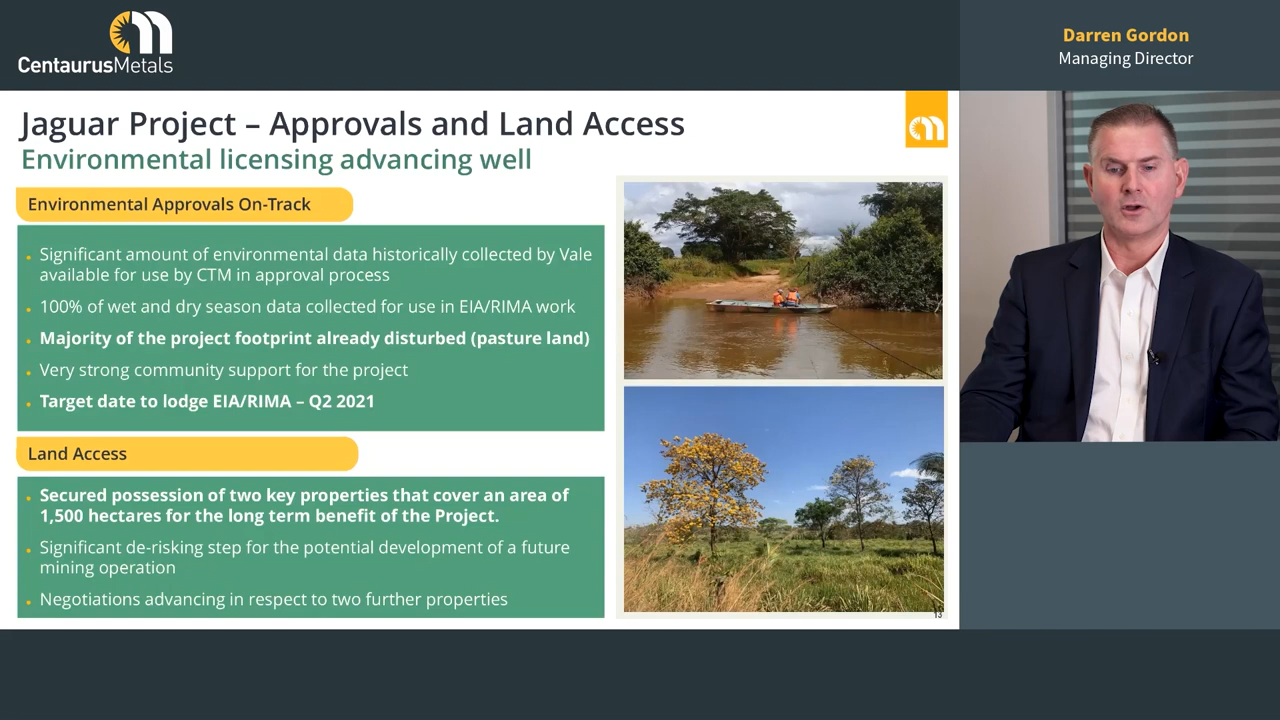 CentaurusMetals
Darren Gordon
Managing Director
Jaguar Project – Approvals and Land Access
Environmental licensing advancing well
Environmental Approvals On-Track
Significant amount of environmental data historically collected by Vale
available for use by CTM in approval process
100% of wet and dry season data collected for use in EIA/RIMA work
Majority of the project footprint already disturbed (pasture land)
Very strong community support for the project
Target date to lodge EIA/RIMA – Q2 2021
Land Access
Secured possession of two key properties that cover an area of
1,500 hectares for the long term benefit of the Project.
Significant de-risking step for the potential development of a future
mining operation
Negotiations advancing in respect to two further properties
13